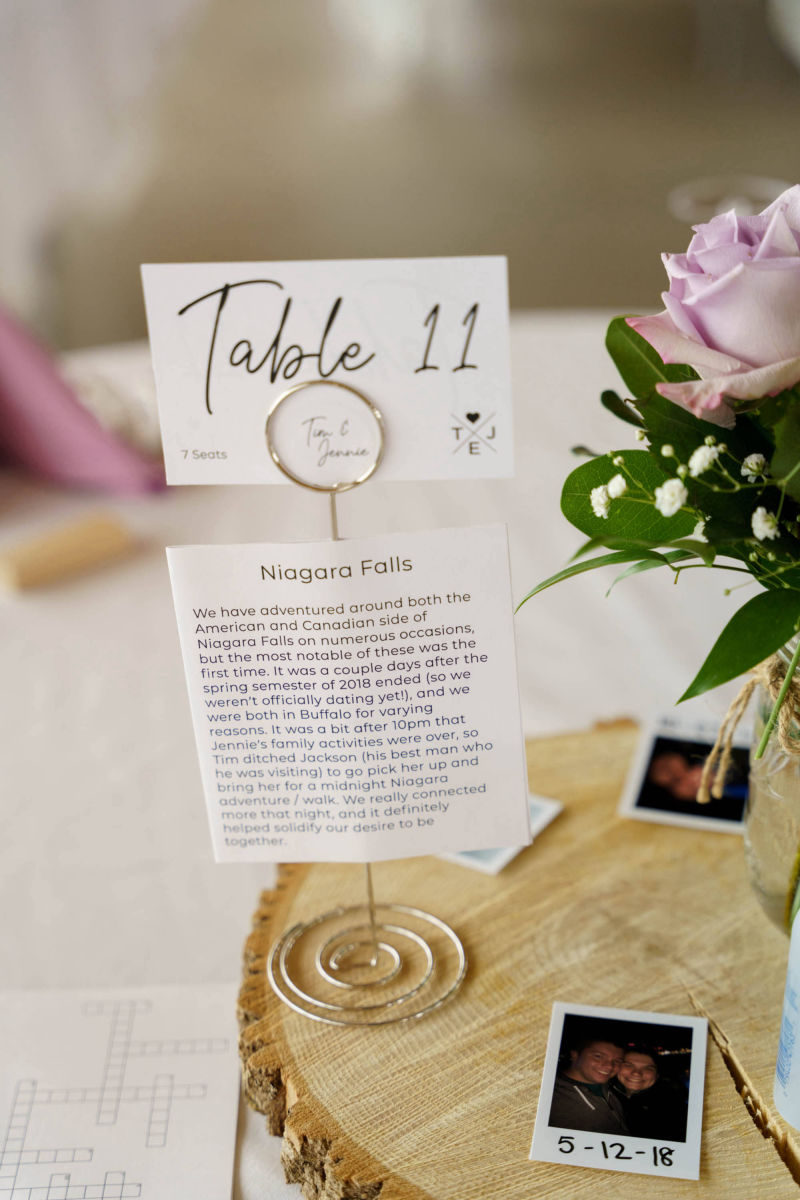 Table 11
Tim &
Jennie
7 Seats
T J
E
Niagara Falls
We have adventured around both the
American and Canadian side of
Niagara Falls on numerous occasions,
but the most notable of these was the
first time. It was a couple days after the
spring semester of 2018 ended (so we
weren't officially dating yet!), and we
were both in Buffalo for varying
reasons. It was a bit after 10pm that
Jennie's family activities were over, so
Tim ditched Jackson (his best man who
he was visiting) to go pick her up and
bring her for a midnight Niagara
adventure / walk. We really connected
more that night, and it definitely
helped solidify our desire to be
together.
5-12-18